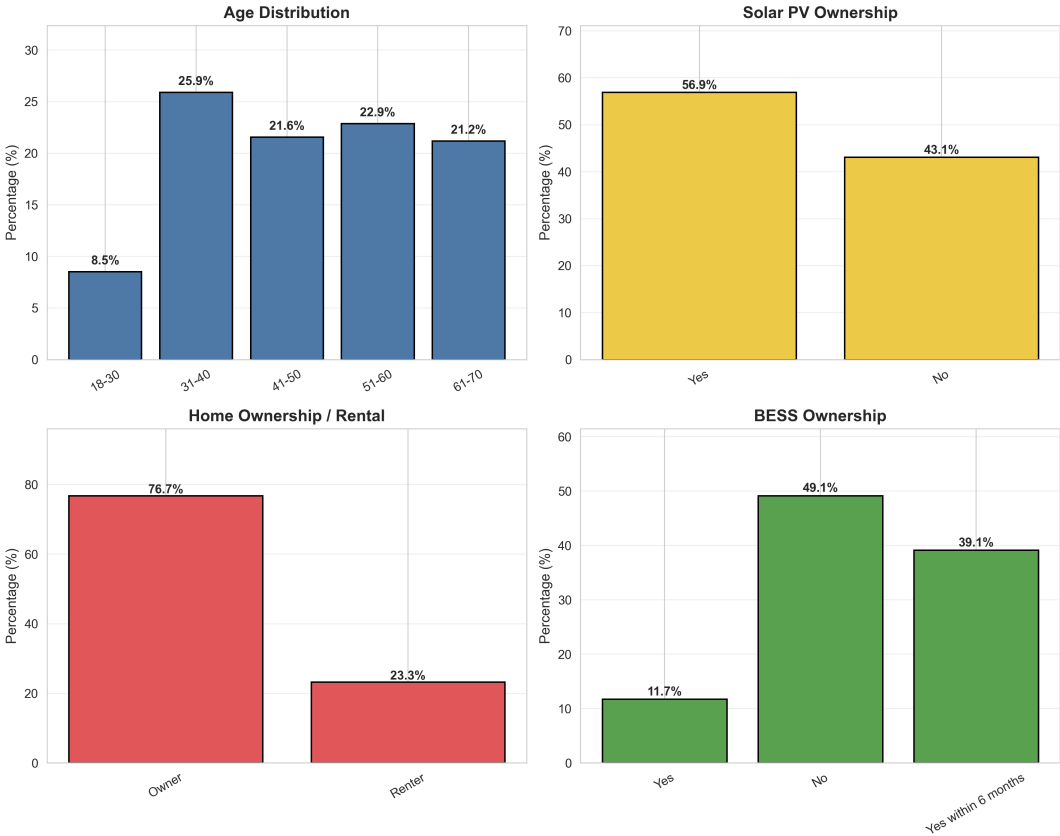 Age Distribution
Percentage (%)
30
25
20
15
10
5
0
8.5%
25.9%
21.6%
22.9%
21.2%
18-30
31-40
41-50
51-60
61-70
Solar PV Ownership
Percentage (%)
70
60
50
40
30
20
10
0
56.9%
43.1%
Yes
No
Home Ownership / Rental
Percentage (%)
80
60
40
20
0
76.7%
23.3%
Owner
Renter
BESS Ownership
Percentage (%)
60
50
40
30
20
10
0
11.7%
49.1%
39.1%
Yes
No
Yes within 6 months